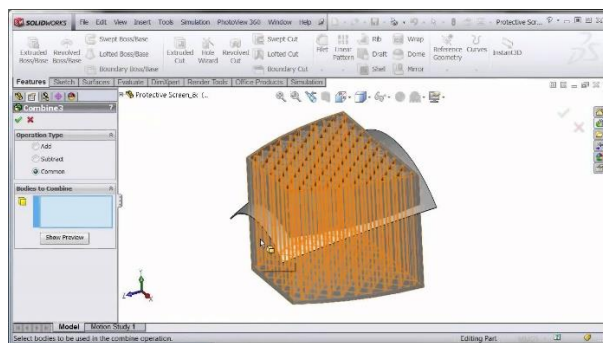 SOLIDWORKS File Edit View Insert Tools Simulation PhotoView 360 Window Help Protective Scr...
Extruded Boss/Base
Revolved Boss/Base
Swept Boss/Base
Lofted Boss/Base
Boundary Boss/Base
Extruded Cut
Hole Wizard
Revolved Cut
Swept Cut
Lofted Cut
Boundary Cut
Fillet
Linear Pattern
Rib
Draft
Shell
Wrap
Dome
Mirror
Reference Geometry
Curves
Instant3D
Features Sketch Surfaces Evaluate DimXpert Render Tools Office Products Simulation
Combine3 ?
Protective Screen_&: (...
Operation Type
Add
Subtract
Common
Bodies to Combine
Show Preview
Model Motion Study 1
Select bodies to be used in the combine operation. Editing Part